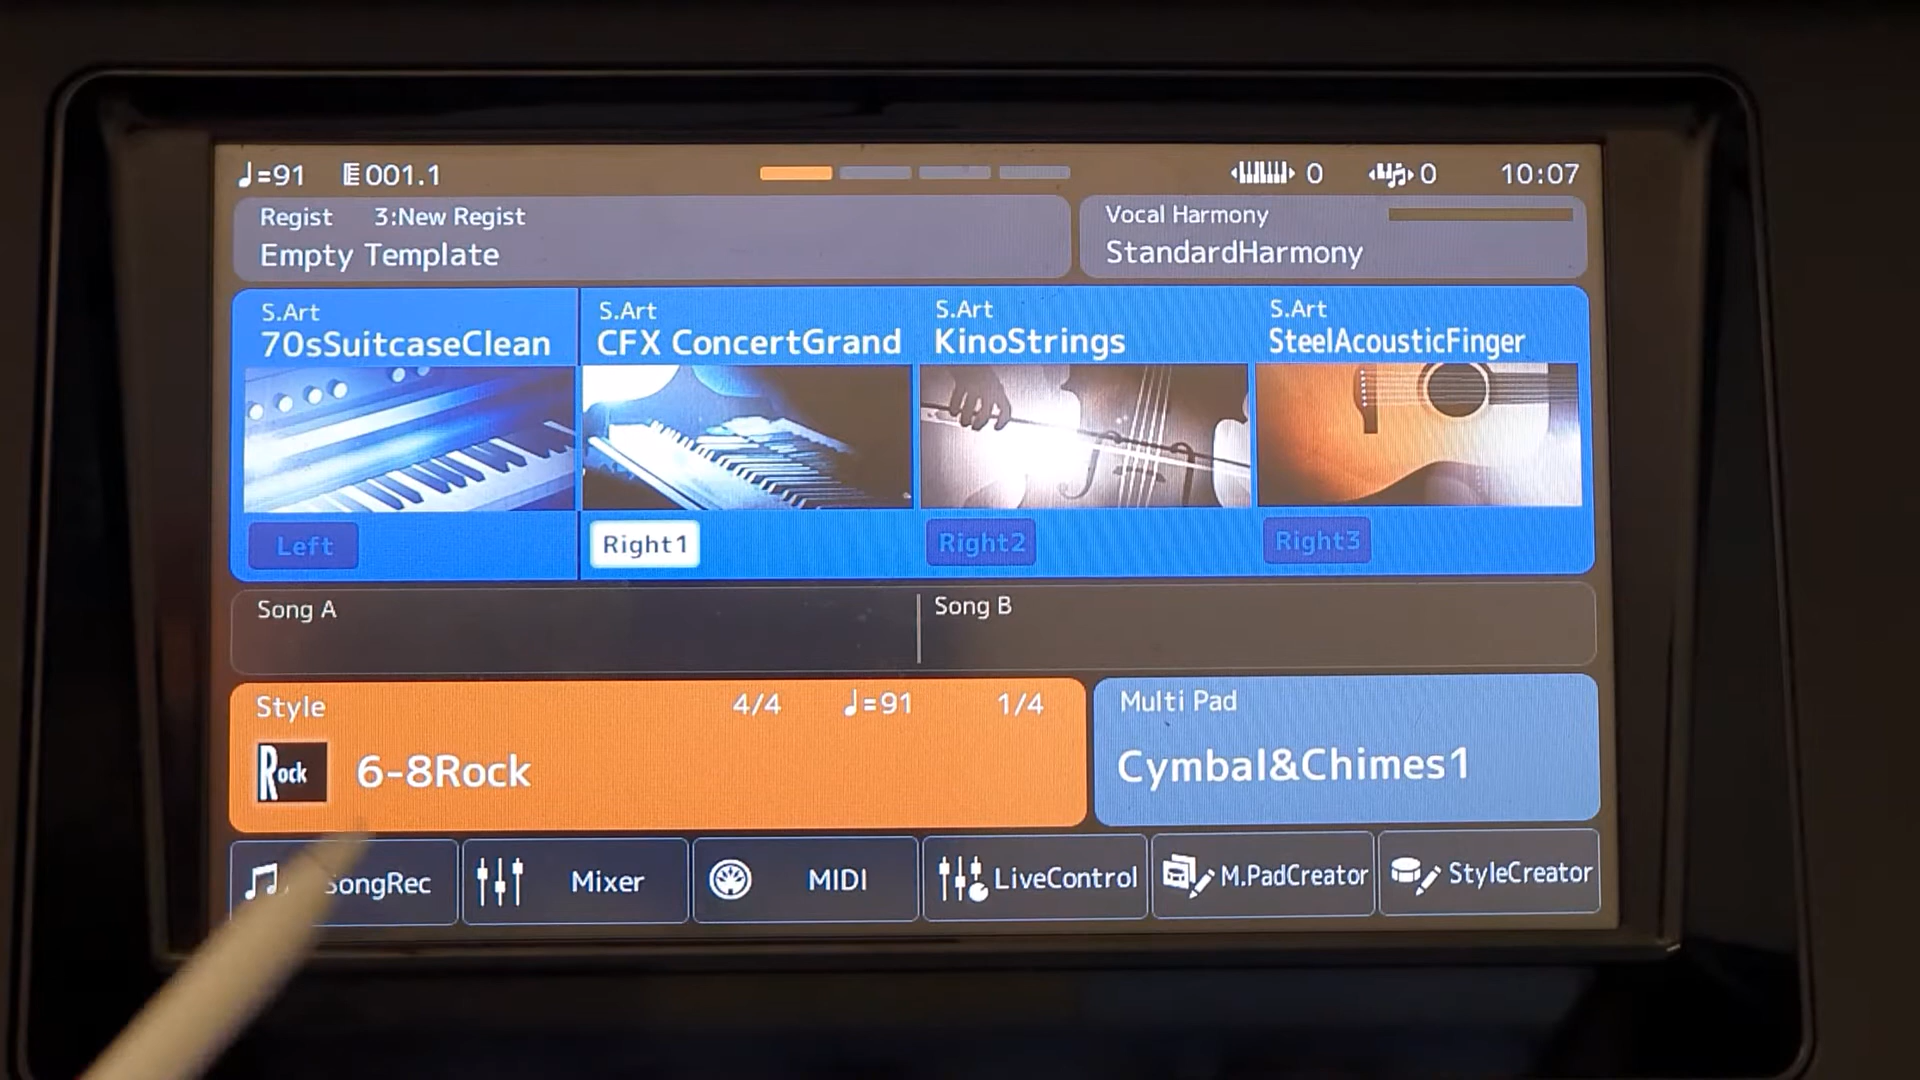 ♩=91 001.1 0 0 10:07
Regist 3:New Regist
Empty Template
Vocal Harmony
StandardHarmony
S.Art
70sSuitcaseClean
S.Art
CFX ConcertGrand
S.Art
KinoStrings
S.Art
SteelAcousticFinger
Left
Right1
Right2
Right3
Song A
Song B
Style 4/4 ♩=91 1/4
Rock
6-8Rock
Multi Pad
Cymbal&Chimes1
SongRec
Mixer
MIDI
LiveControl
M.PadCreator
StyleCreator